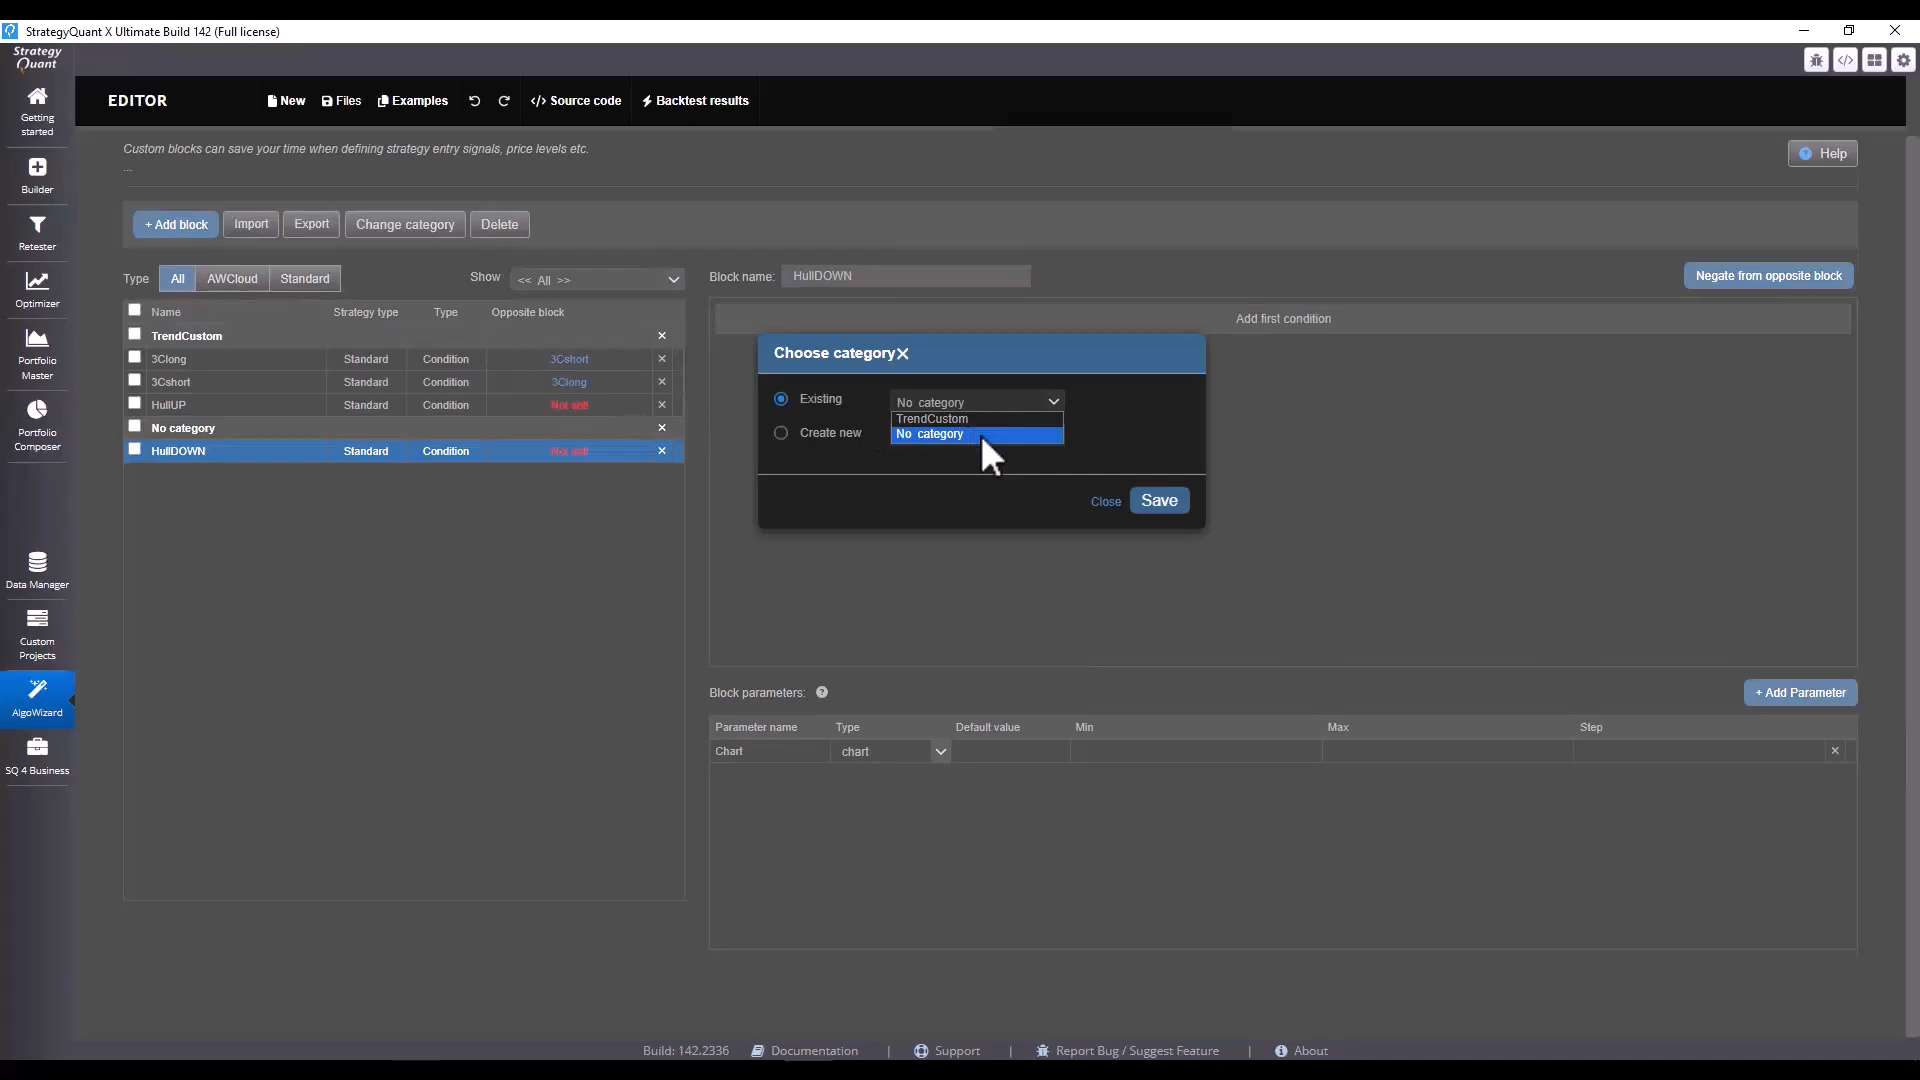 StrategyQuant X Ultimate Build 142 (Full license)
Strategy
Quant
Getting
started
Builder
Retester
Optimizer
Portfolio
Master
Portfolio
Composer
Data Manager
Custom
Projects
AlgoWizard
SQ 4 Business
EDITOR
New
Files
Examples
</> Source code
Backtest results
Custom blocks can save your time when defining strategy entry signals, price levels etc.
...
Help
+ Add block
Import
Export
Change category
Delete
Type
All
AWCloud
Standard
Show
<< All >>
Name
Strategy type
Type
Opposite block
TrendCustom
3Clong Standard Condition 3Cshort
3Cshort Standard Condition 3Clong
HullUP Standard Condition Not set!
No category
HullDOWN Standard Condition Not set!
Block name: HullDOWN
Negate from opposite block
Add first condition
Choose category
Existing
No category
TrendCustom
No category
Create new
Close
Save
Block parameters:
+ Add Parameter
Parameter name Type Default value Min Max Step
Chart chart
Build: 142.2336
Documentation
|
Support
|
Report Bug / Suggest Feature
|
About